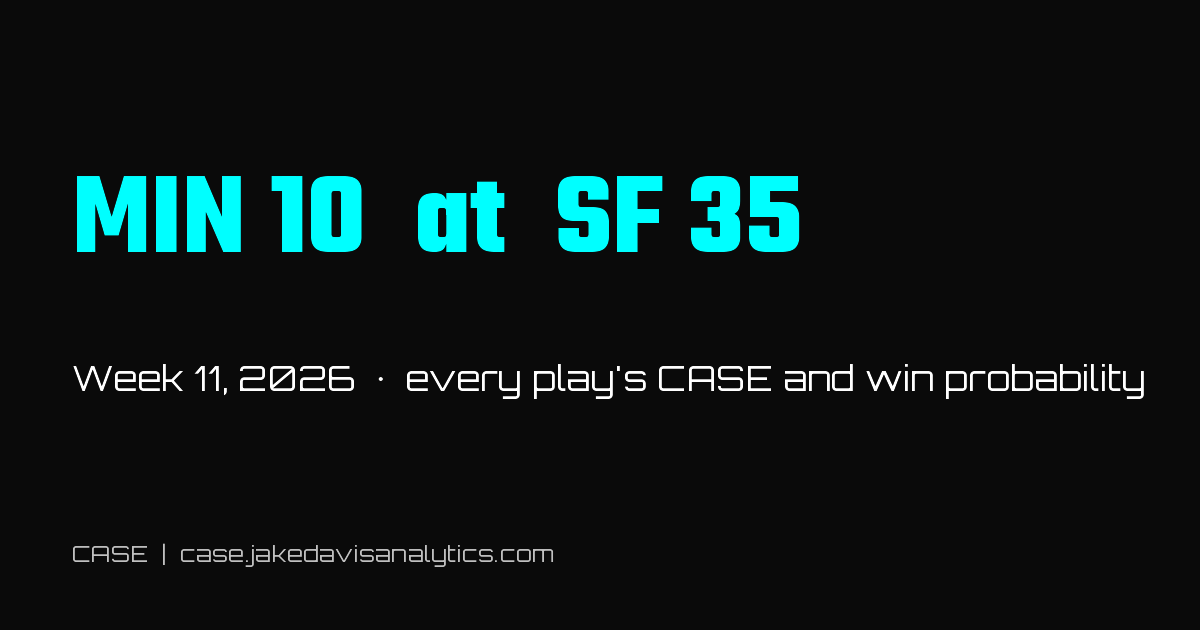 MIN 10 at SF 35
Week 11, 2026 · every play's CASE and win probability
CASE | case.jakedavisanalytics.com